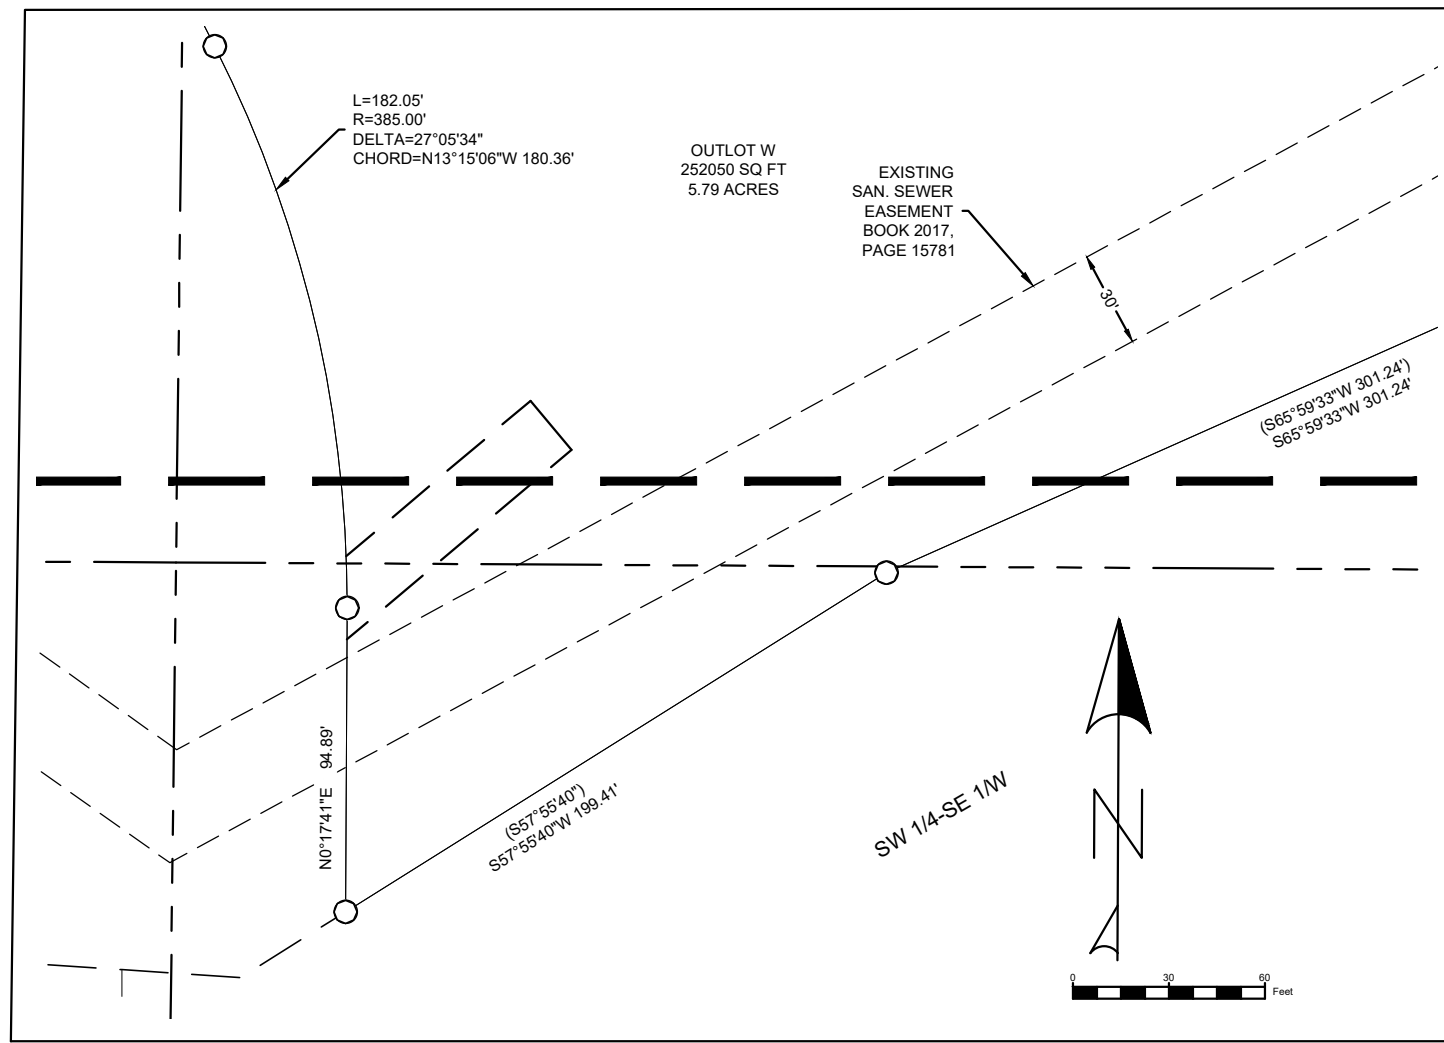 L=182.05'
R=385.00'
DELTA=27°05'34"
CHORD=N13°15'06"W 180.36'
OUTLOT W
252050 SQ FT
5.79 ACRES
EXISTING
SAN. SEWER
EASEMENT
BOOK 2017,
PAGE 15781
30'
(S65°59'33"W 301.24')
S65°59'33"W 301.24'
N0°17'41"E 94.89'
(S57°55'40")
S57°55'40"W 199.41'
SW 1/4-SE 1/W
N
0 30 60
Feet